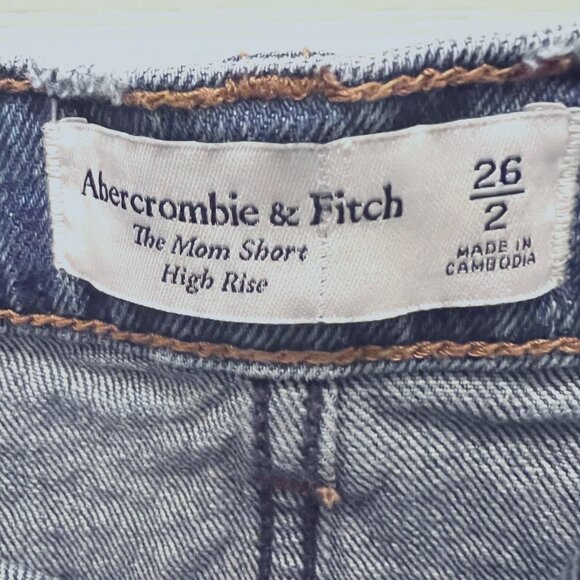 Abercrombie & Fitch
The Mom Short
High Rise
26
2
MADE IN
CAMBODIA